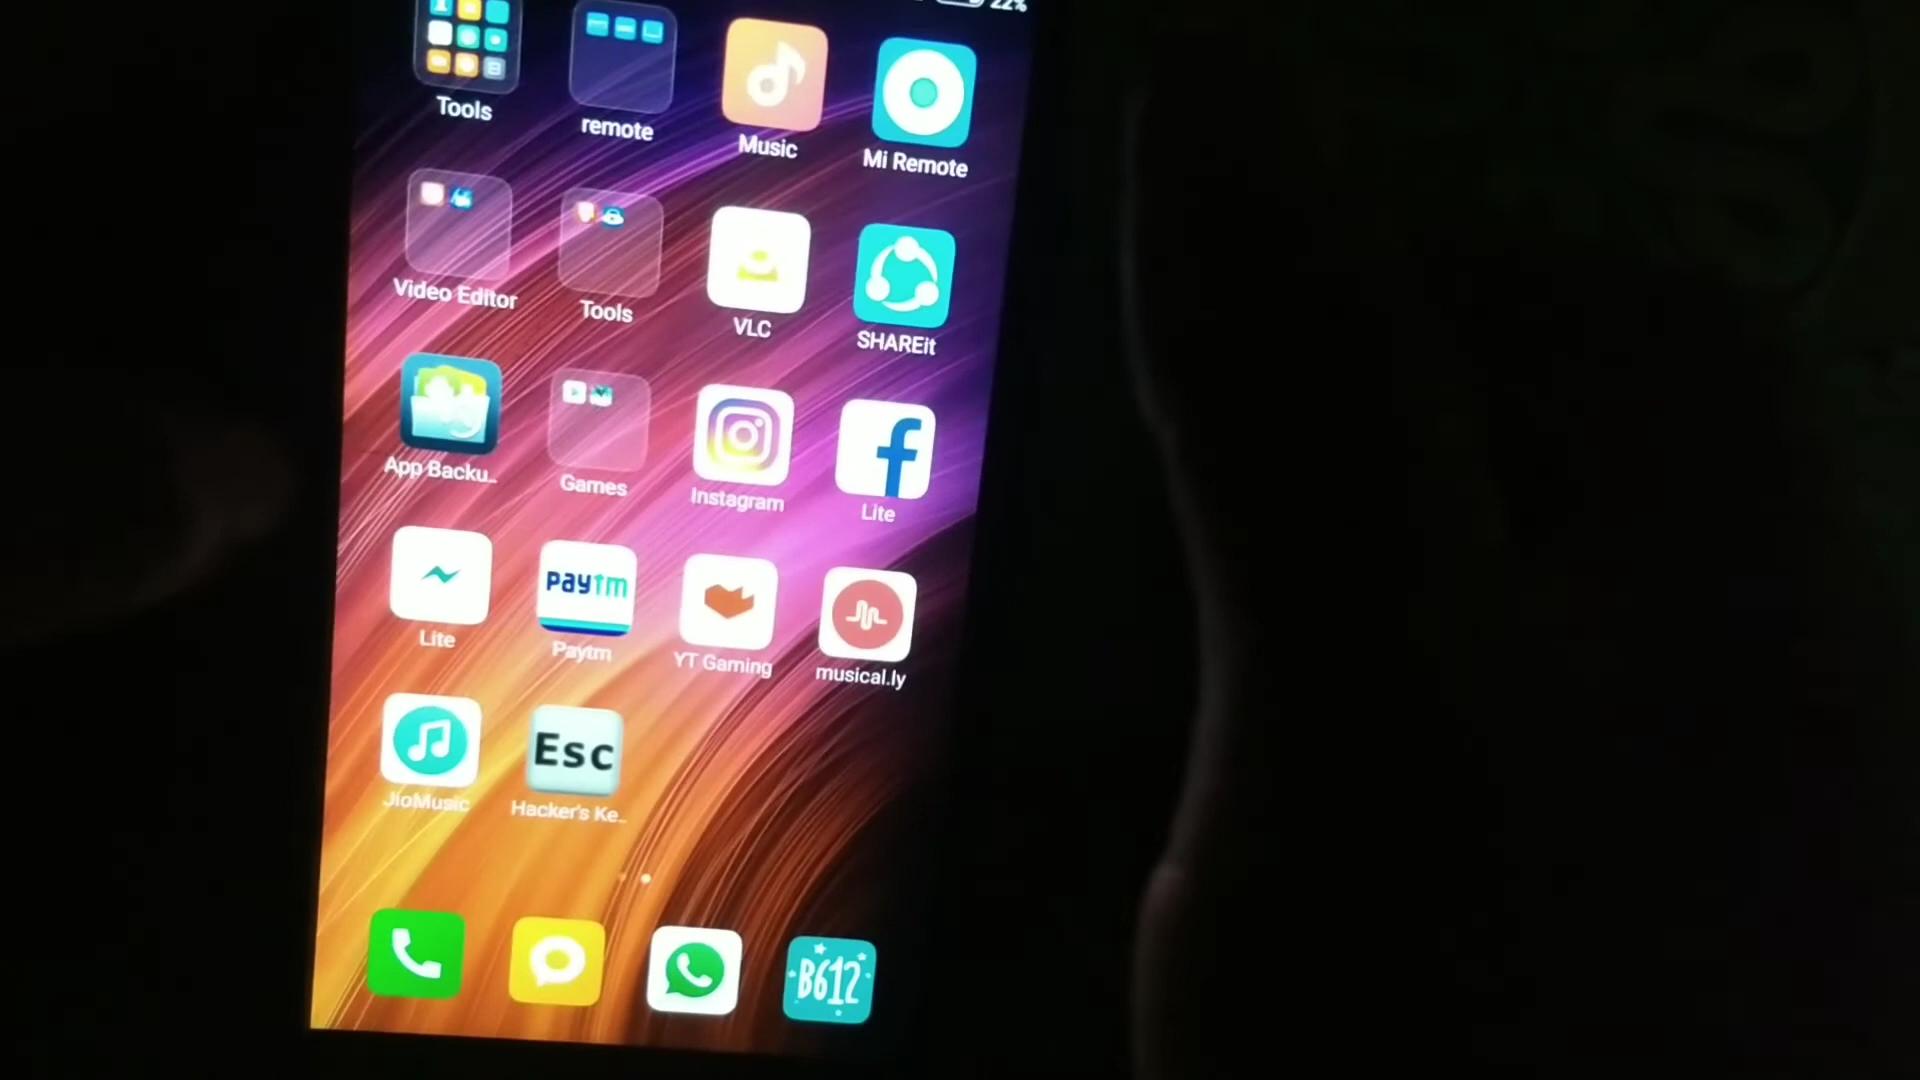 22%
Tools
remote
Music
Mi Remote
Video Editor
Tools
VLC
SHAREit
App Backu..
Games
Instagram
Lite
Lite
paytm
Paytm
YT Gaming
musical.ly
JioMusic
Esc
Hacker's Ke..
B612